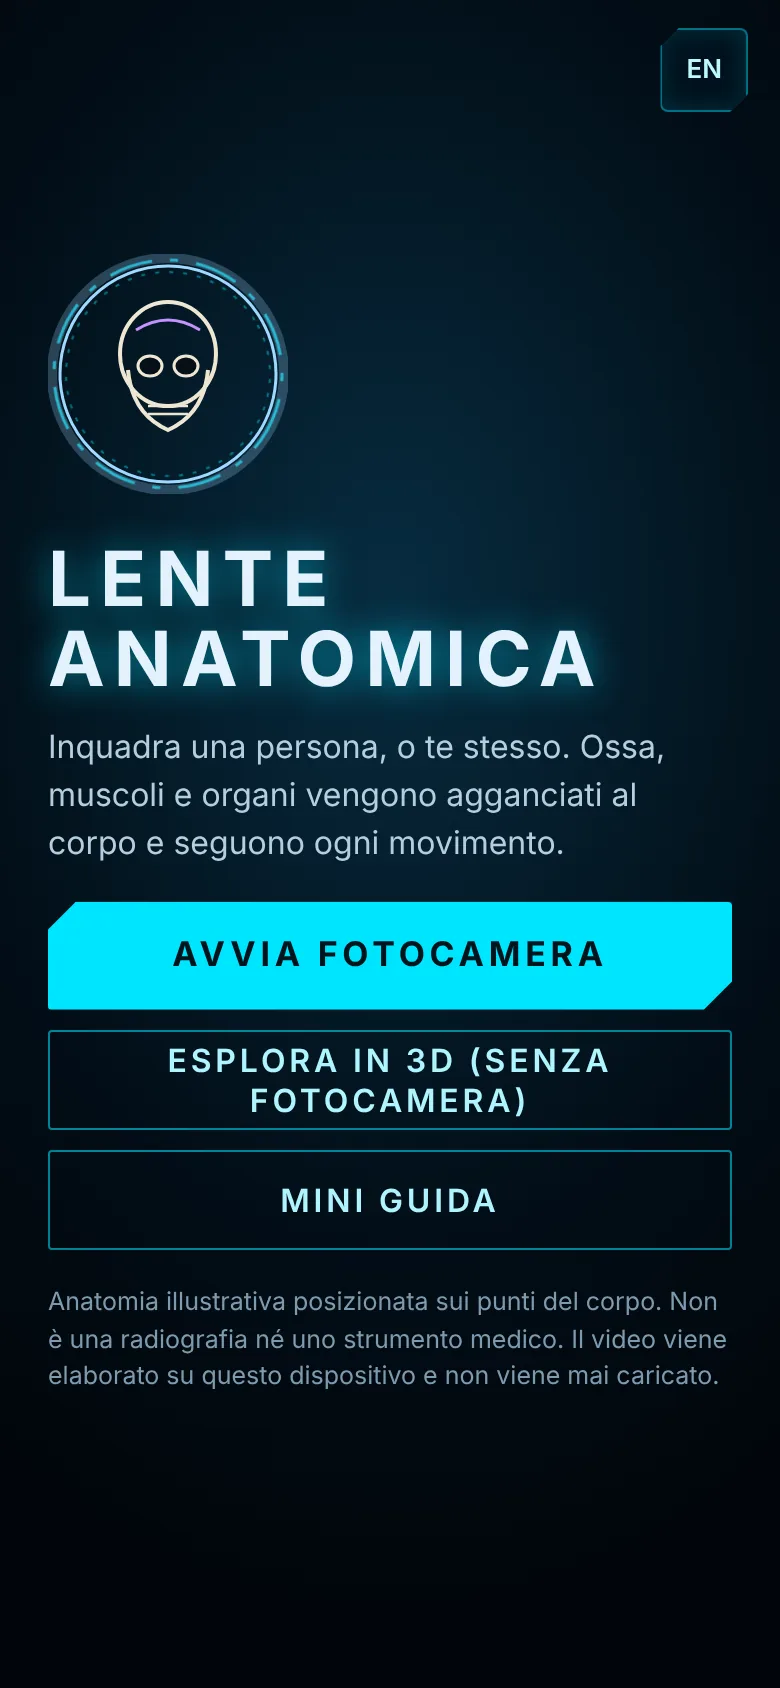 EN
LENTE
ANATOMICA
Inquadra una persona, o te stesso. Ossa,
muscoli e organi vengono agganciati al
corpo e seguono ogni movimento.
AVVIA FOTOCAMERA
ESPLORA IN 3D (SENZA
FOTOCAMERA)
MINI GUIDA
Anatomia illustrativa posizionata sui punti del corpo. Non
è una radiografia né uno strumento medico. Il video viene
elaborato su questo dispositivo e non viene mai caricato.